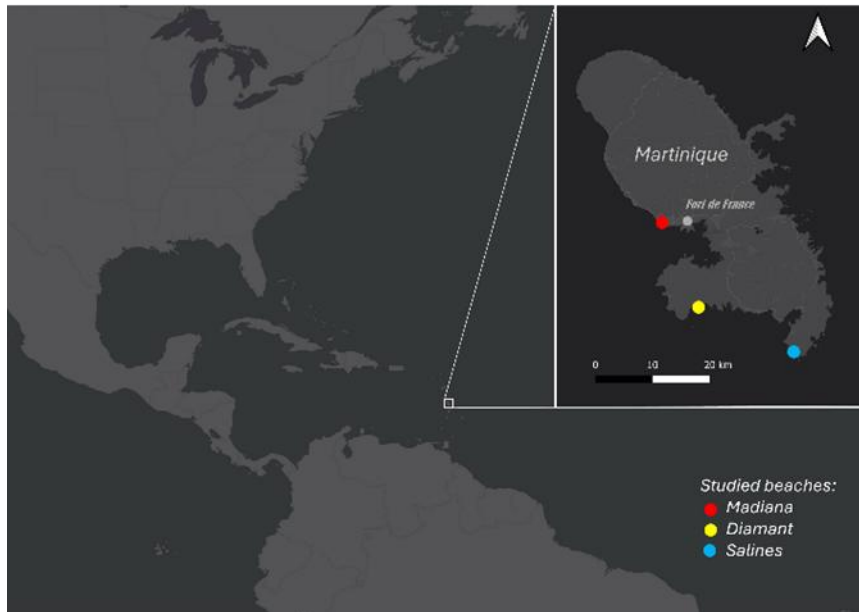 Martinique
Fort de France
0 10 20 km
Studied beaches:
Madiana
Diamant
Salines